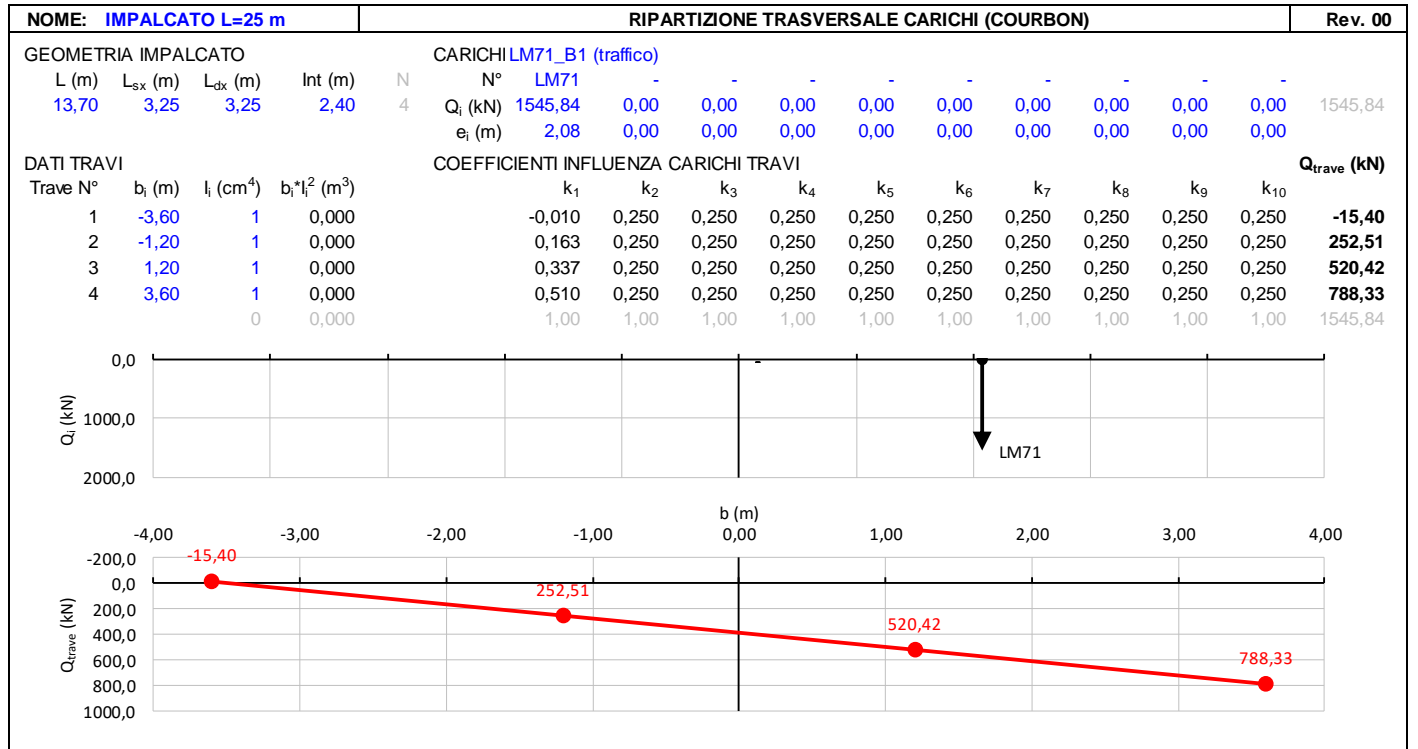 NOME: IMPALCATO L=25 m RIPARTIZIONE TRASVERSALE CARICHI (COURBON) Rev. 00
GEOMETRIA IMPALCATO CARICHI LM71_B1 (traffico)
L (m) Lsx (m) Ldx (m) Int (m) N N° LM71 - - - - - - - - -
13,70 3,25 3,25 2,40 4 Qi (kN) 1545,84 0,00 0,00 0,00 0,00 0,00 0,00 0,00 0,00 0,00 1545,84
ei (m) 2,08 0,00 0,00 0,00 0,00 0,00 0,00 0,00 0,00 0,00
DATI TRAVI COEFFICIENTI INFLUENZA CARICHI TRAVI Qtrave (kN)
Trave N° bi (m) Ii (cm⁴) bi*Ii² (m³) k1 k2 k3 k4 k5 k6 k7 k8 k9 k10
1 -3,60 1 0,000 -0,010 0,250 0,250 0,250 0,250 0,250 0,250 0,250 0,250 0,250 -15,40
2 -1,20 1 0,000 0,163 0,250 0,250 0,250 0,250 0,250 0,250 0,250 0,250 0,250 252,51
3 1,20 1 0,000 0,337 0,250 0,250 0,250 0,250 0,250 0,250 0,250 0,250 0,250 520,42
4 3,60 1 0,000 0,510 0,250 0,250 0,250 0,250 0,250 0,250 0,250 0,250 0,250 788,33
0 0,000 1,00 1,00 1,00 1,00 1,00 1,00 1,00 1,00 1,00 1,00 1545,84
0,0
-
Qi (kN)
1000,0
LM71
2000,0
b (m)
-4,00 -3,00 -2,00 -1,00 0,00 1,00 2,00 3,00 4,00
-200,0
-15,40
0,0
252,51
200,0
Qtrave (kN)
400,0
520,42
600,0
788,33
800,0
1000,0